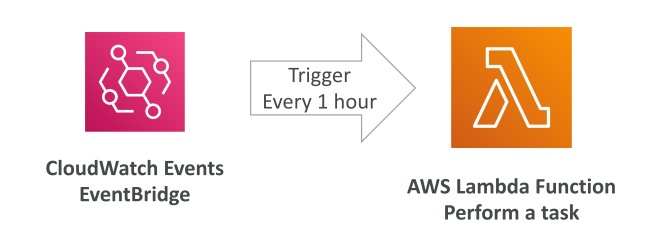 Trigger
Every 1 hour
CloudWatch Events
EventBridge
AWS Lambda Function
Perform a task